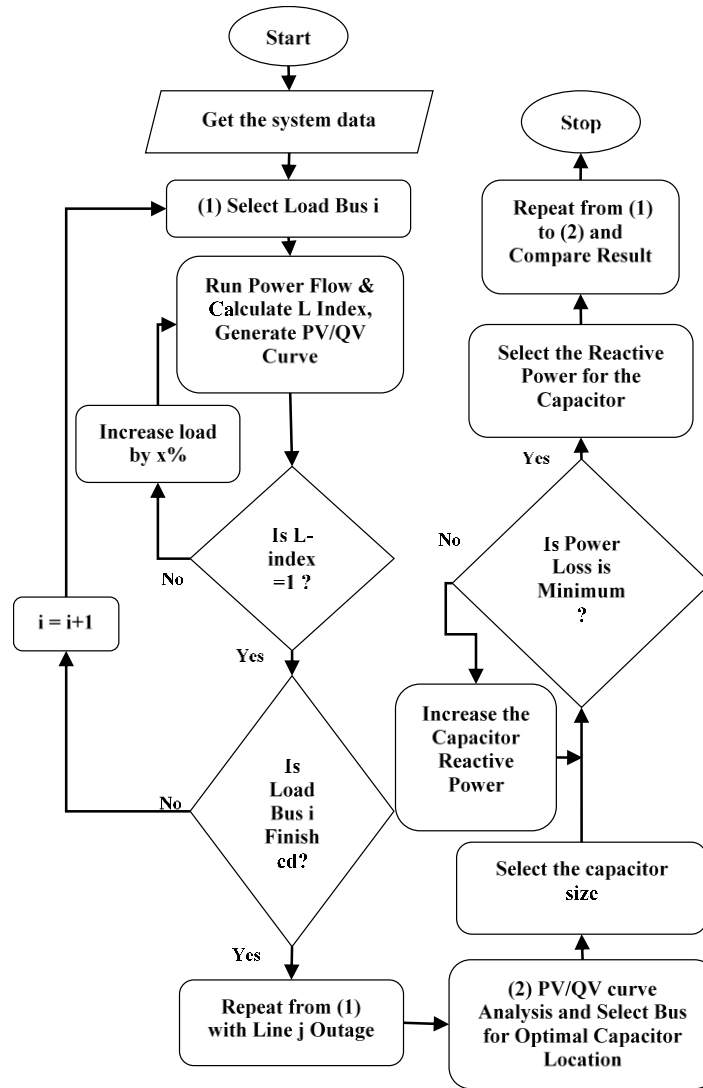 Start
Get the system data
(1) Select Load Bus i
Run Power Flow &
Calculate L Index,
Generate PV/QV
Curve
Increase load
by x%
Is L-
index
=1 ?
No
Yes
i = i+1
Is
Load
Bus i
Finish
ed?
No
Yes
Repeat from (1)
with Line j Outage
(2) PV/QV curve
Analysis and Select Bus
for Optimal Capacitor
Location
Select the capacitor
size
Increase the
Capacitor
Reactive
Power
Is Power
Loss is
Minimum
?
No
Yes
Select the Reactive
Power for the
Capacitor
Repeat from (1)
to (2) and
Compare Result
Stop